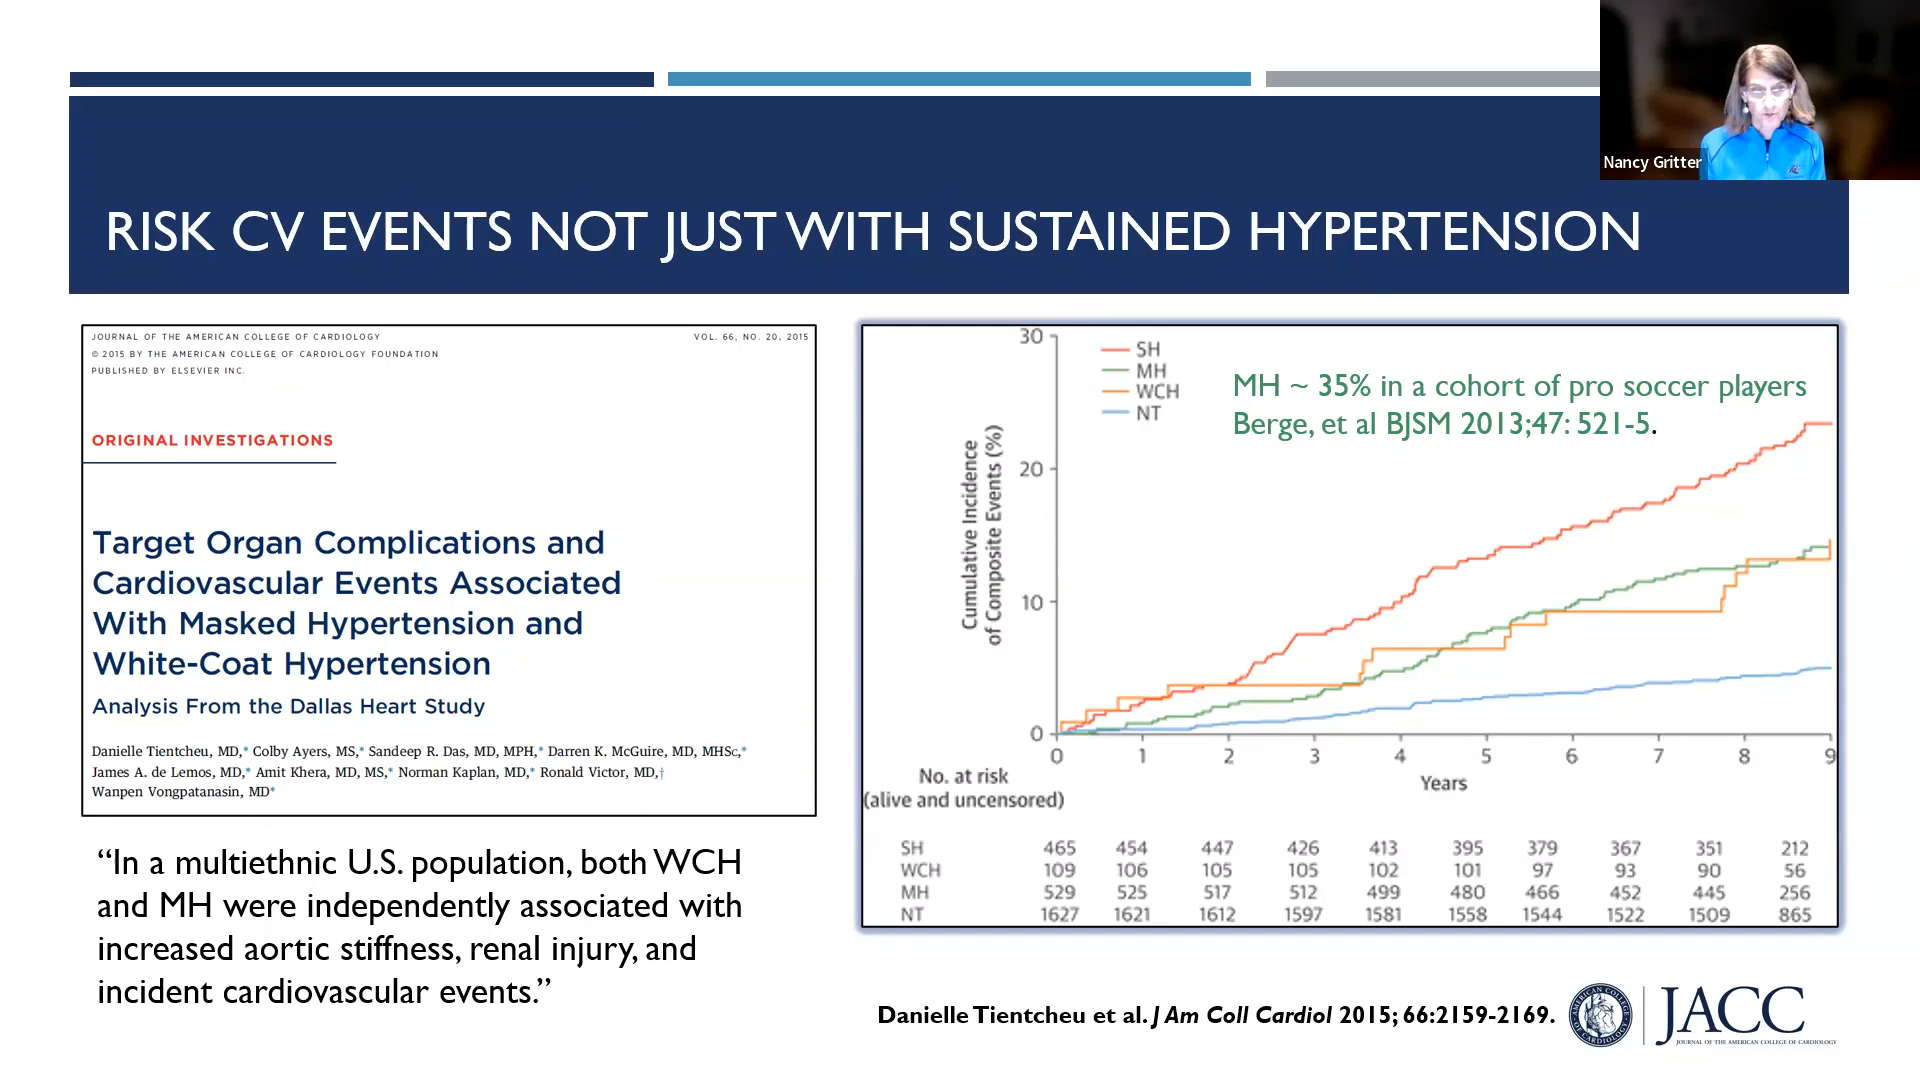 Nancy Gritter
RISK CV EVENTS NOT JUST WITH SUSTAINED HYPERTENSION
JOURNAL OF THE AMERICAN COLLEGE OF CARDIOLOGY
VOL. 66, NO. 20, 2015
© 2015 BY THE AMERICAN COLLEGE OF CARDIOLOGY FOUNDATION
PUBLISHED BY ELSEVIER INC.
ORIGINAL INVESTIGATIONS
Target Organ Complications and
Cardiovascular Events Associated
With Masked Hypertension and
White-Coat Hypertension
Analysis From the Dallas Heart Study
Danielle Tientcheu, MD,* Colby Ayers, MS,* Sandeep R. Das, MD, MPH,* Darren K. McGuire, MD, MHSc,*
James A. de Lemos, MD,* Amit Khera, MD, MS,* Norman Kaplan, MD,* Ronald Victor, MD,†
Wanpen Vongpatanasin, MD*
“In a multiethnic U.S. population, both WCH
and MH were independently associated with
increased aortic stiffness, renal injury, and
incident cardiovascular events.”
30
20
10
0
Cumulative Incidence
of Composite Events (%)
SH
MH
WCH
NT
MH ~ 35% in a cohort of pro soccer players
Berge, et al BJSM 2013;47: 521-5.
0 1 2 3 4 5 6 7 8 9
Years
No. at risk
(alive and uncensored)
SH 465 454 447 426 413 395 379 367 351 212
WCH 109 106 105 105 102 101 97 93 90 56
MH 529 525 517 512 499 480 466 452 445 256
NT 1627 1621 1612 1597 1581 1558 1544 1522 1509 865
Danielle Tientcheu et al. J Am Coll Cardiol 2015; 66:2159-2169.
AMERICAN COLLEGE OF CARDIOLOGY
JACC
JOURNAL OF THE AMERICAN COLLEGE OF CARDIOLOGY